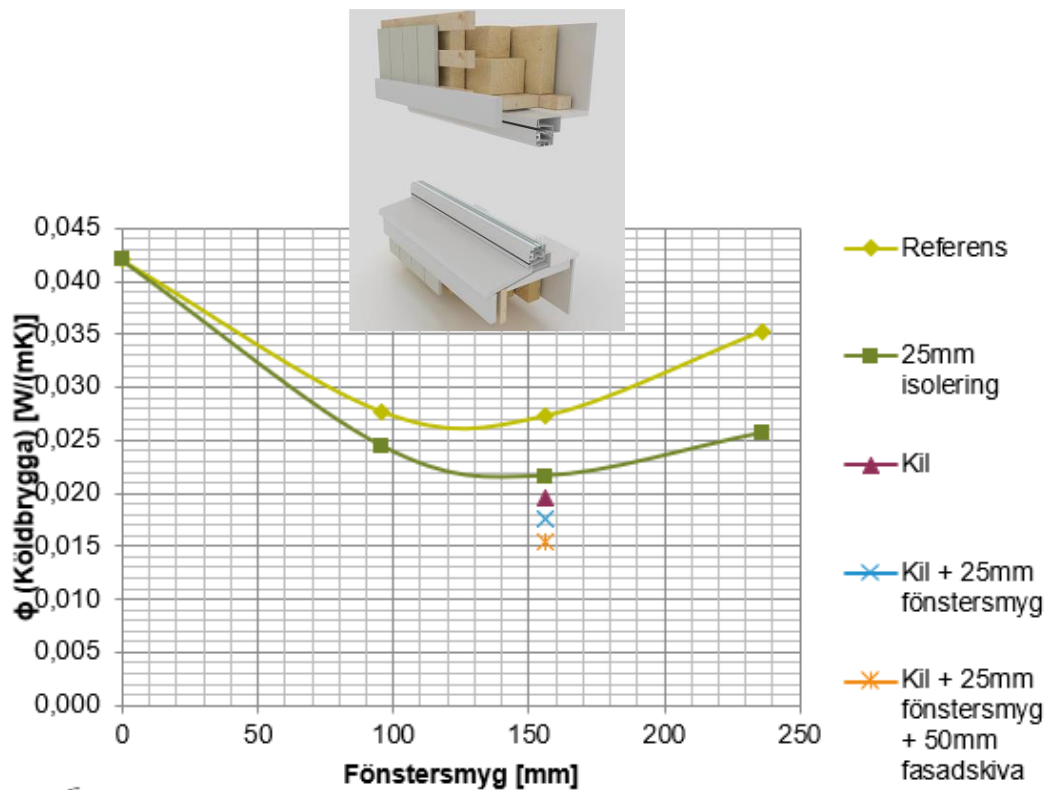 0,045
0,040
0,035
0,030
0,025
0,020
0,015
0,010
0,005
0,000
ϕ (Köldbrygga) [W/(mK)]
0
50
100
150
200
250
Fönstersmyg [mm]
Referens
25mm
isolering
Kil
Kil + 25mm
fönstersmyg
Kil + 25mm
fönstersmyg
+ 50mm
fasadskiva